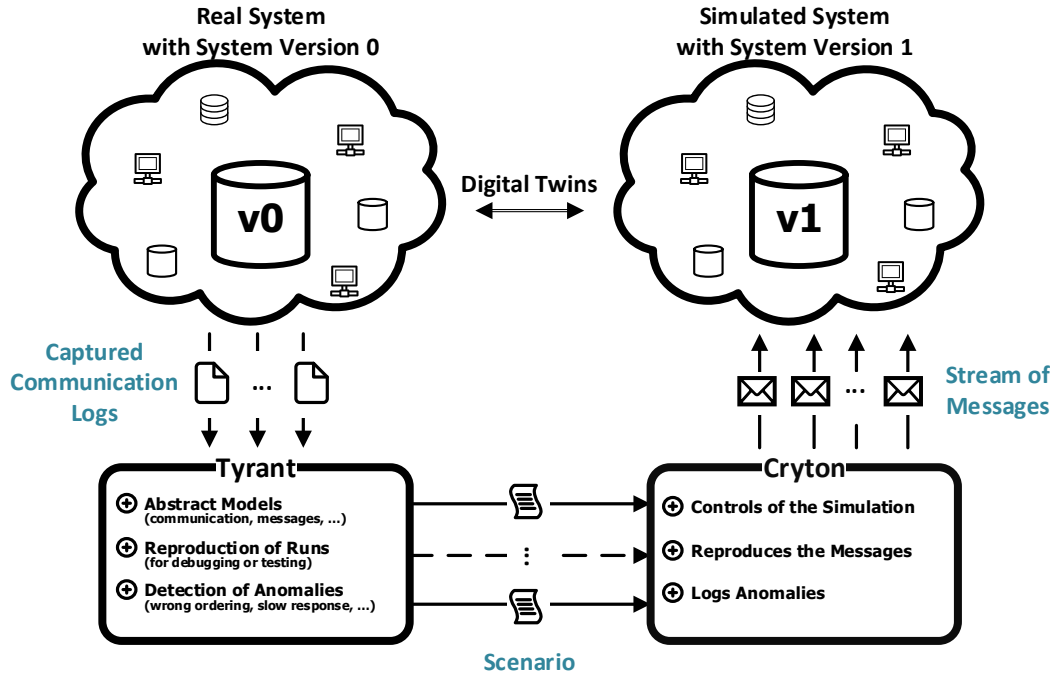 Real System
with System Version 0
Simulated System
with System Version 1
v0
Digital Twins
v1
Captured
Communication
Logs
...
...
Stream of
Messages
Tyrant
Abstract Models
(communication, messages, ...)
Reproduction of Runs
(for debugging or testing)
Detection of Anomalies
(wrong ordering, slow response, ...)
⋮
Scenario
Cryton
Controls of the Simulation
Reproduces the Messages
Logs Anomalies